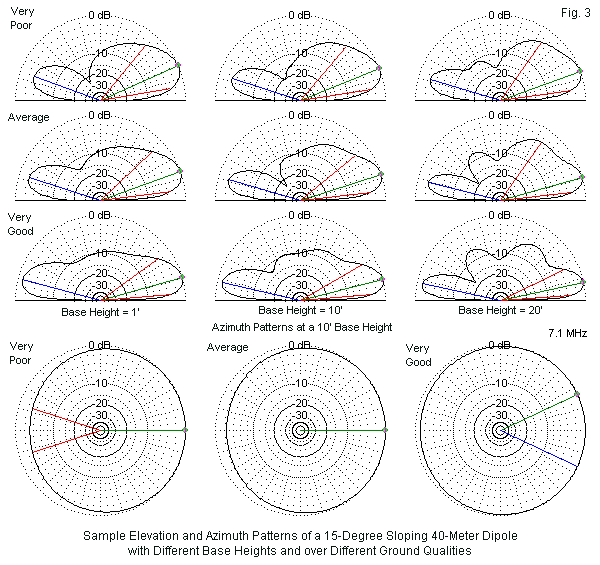 Very
Poor
0 dB
0 dB
0 dB
Fig. 3
-10
-20
-30
-10
-20
-30
-10
-20
-30
Average
0 dB
0 dB
0 dB
-10
-20
-30
-10
-20
-30
-10
-20
-30
Very
Good
0 dB
0 dB
0 dB
-10
-20
-30
-10
-20
-30
-10
-20
-30
Base Height = 1'
Base Height = 10'
Base Height = 20'
Azimuth Patterns at a 10' Base Height
7.1 MHz
Very
Poor
0 dB
Average
0 dB
Very
Good
0 dB
-10
-20
-30
-10
-20
-30
-10
-20
-30
Sample Elevation and Azimuth Patterns of a 15-Degree Sloping 40-Meter Dipole
with Different Base Heights and over Different Ground Qualities